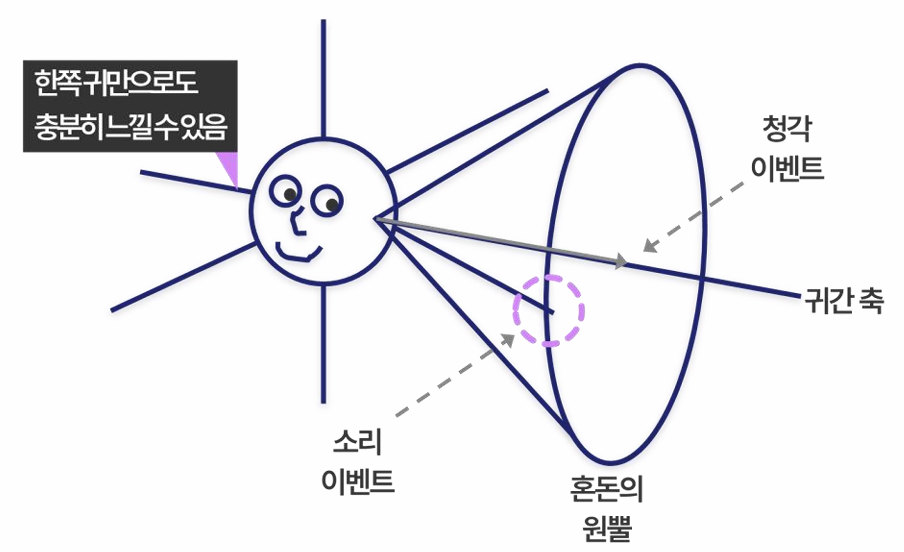 한쪽 귀만으로도
충분히 느낄 수 있음
청각
이벤트
귀간 축
소리
이벤트
혼돈의
원뿔